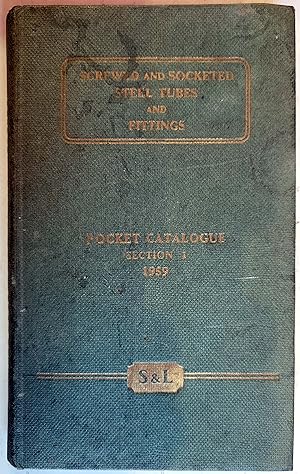 SCREWED AND SOCKETED
STEEL TUBES
AND
FITTINGS
POCKET CATALOGUE
SECTION 1
1959
S&L